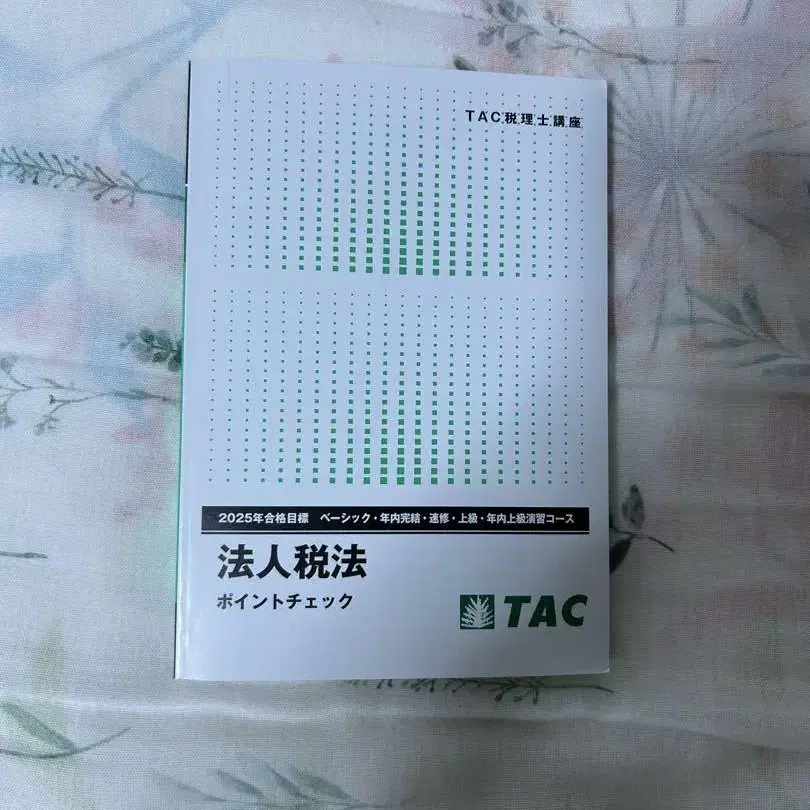 TAC税理士講座
2025年合格目標 ベーシック・年内完結・速修・上級・年内上級演習コース
法人税法
ポイントチェック
TAC